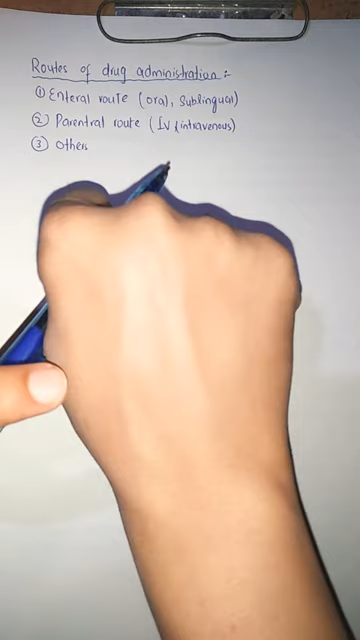 Routes of drug administration :-
① Enteral route (oral, Sublingual)
② Parentral route (IV (intravenous)
③ Others